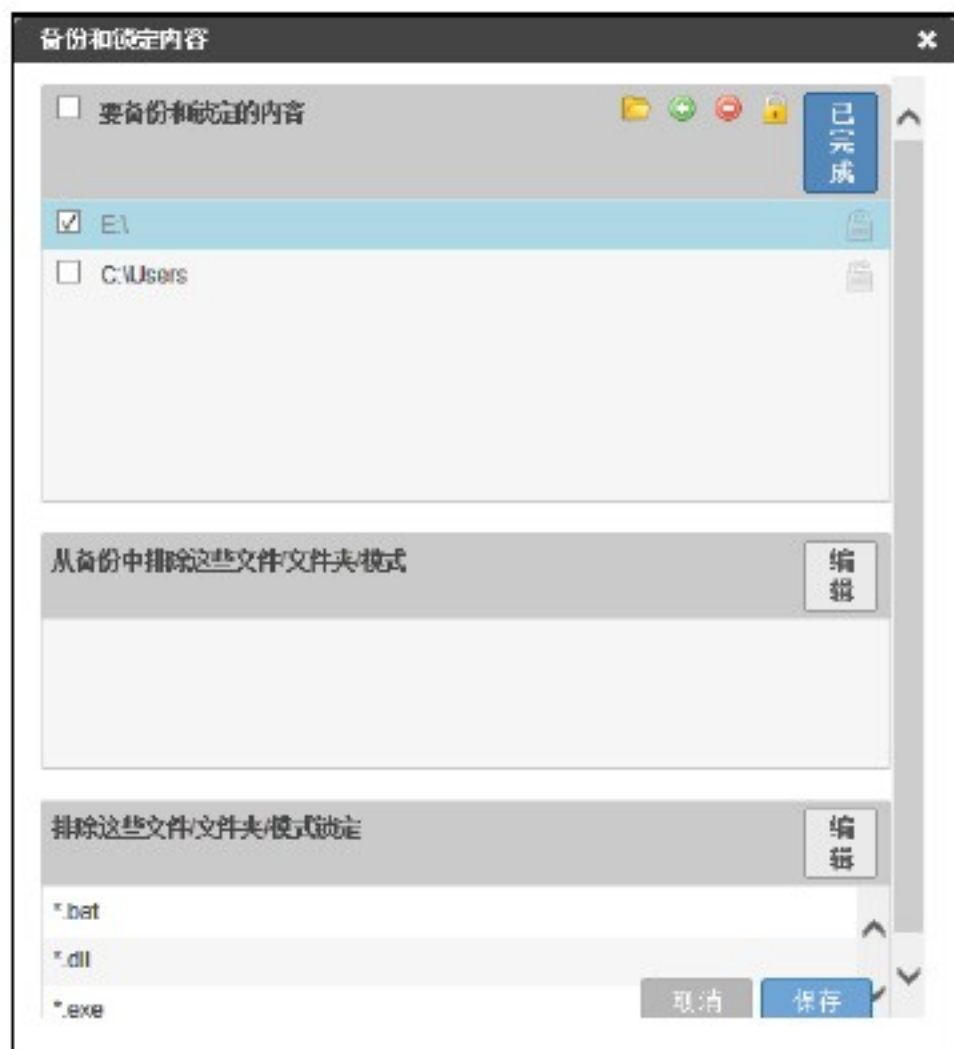 备份和锁定内容
要备份和锁定的内容
已完成
E:\
C:\Users
从备份中排除这些文件/文件夹/模式
编辑
排除这些文件/文件夹/模式锁定
编辑
*.bat
*.dll
*.exe
取消
保存